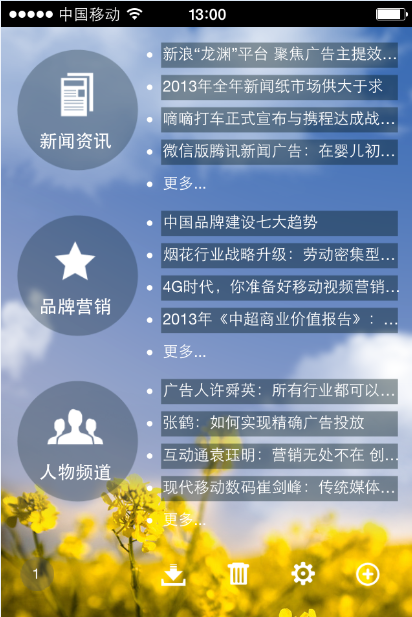 中国移动 13:00
新闻资讯
新浪“龙渊”平台 聚焦广告主提效...
2013年全年新闻纸市场供大于求
嘀嘀打车正式宣布与携程达成战...
微信版腾讯新闻广告：在婴儿初...
更多...
品牌营销
中国品牌建设七大趋势
烟花行业战略升级：劳动密集型...
4G时代，你准备好移动视频营销...
2013年《中超商业价值报告》：...
更多...
人物频道
广告人许舜英：所有行业都可以...
张鹤：如何实现精确广告投放
互动通袁珏明：营销无处不在 创...
现代移动数码崔剑峰：传统媒体...
更多...
1